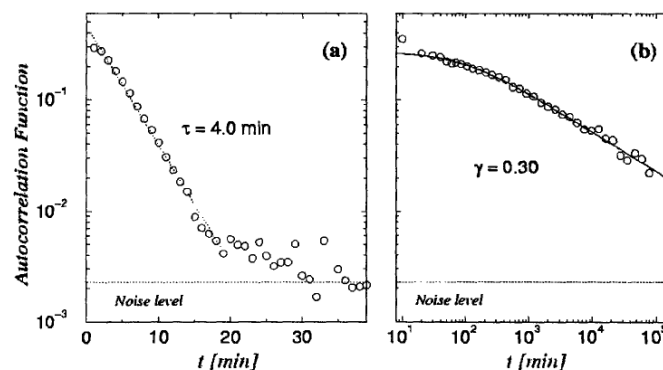 Autocorrelation Function
10⁻¹
10⁻²
10⁻³
(a)
τ = 4.0 min
Noise level
0 10 20 30
t [min]
(b)
γ = 0.30
Noise level
10¹ 10² 10³ 10⁴ 10⁵
t [min]